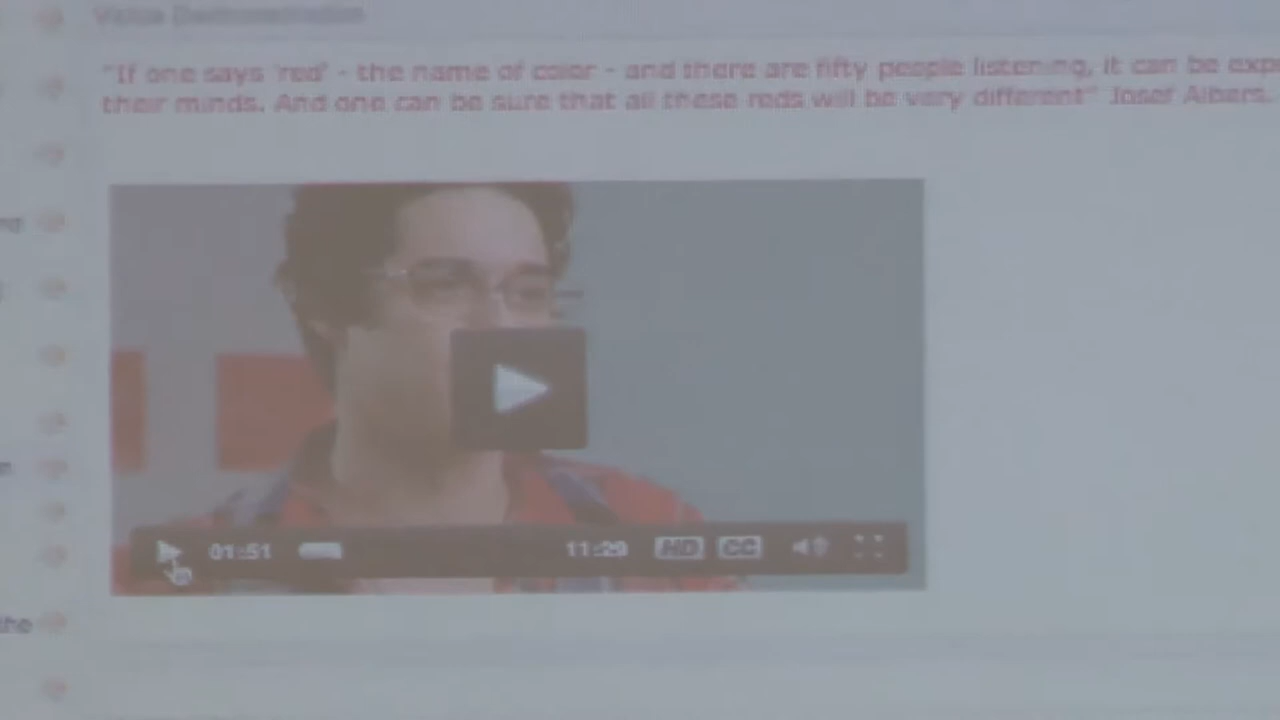 "If one says 'red' - the name of color - and there are fifty people listening, it can be exp
their minds. And one can be sure that all these reds will be very different" Josef Albers.
01:51
11:29
HD
CC
the